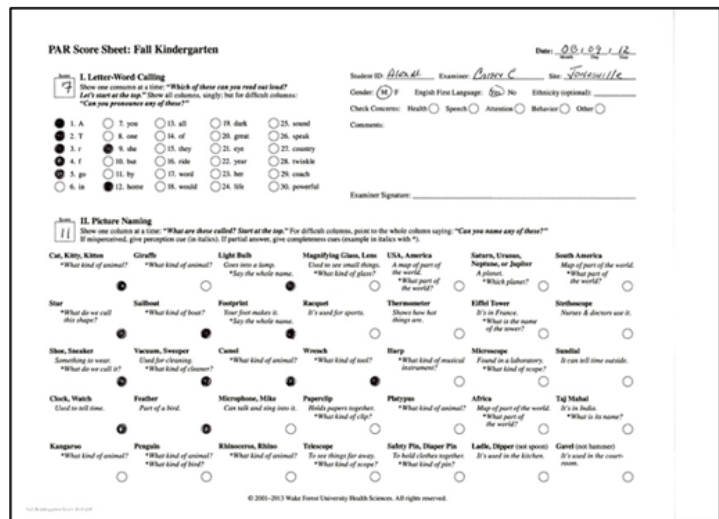 PAR Score Sheet: Fall Kindergarten
Date: 08 / 09 / 12
Month Day Year
Score
7
I. Letter-Word Calling
Show one column at a time: "Which of these can you read out loud?
Let's start at the top." Show all columns, singly; but for difficult columns:
"Can you pronounce any of these?"
Student ID: Alex M. Examiner: C Site: Jonesville
Gender: M F English First Language: Yes No Ethnicity (optional):
Check Concerns: Health Speech Attention Behavior Other
Comments:
1. A 7. you 13. all 19. dark 25. sound
2. T 8. one 14. of 20. great 26. speak
3. r 9. she 15. they 21. eye 27. country
4. f 10. but 16. ride 22. year 28. twinkle
5. go 11. by 17. word 23. her 29. coach
6. in 12. home 18. would 24. life 30. powerful
Examiner Signature:
Score
11
II. Picture Naming
Show one column at a time: "What are these called? Start at the top." For difficult columns, point to the whole column saying: "Can you name any of these?"
If misperceived, give perception cue (in italics). If partial answer, give completeness cues (example in italics with *).
Cat, Kitty, Kitten Giraffe Light Bulb Magnifying Glass, Lens USA, America Saturn, Uranus, South America
*What kind of animal? *What kind of animal? Goes into a lamp. Used to see small things. A map of part of Neptune, or Jupiter Map of part of the world.
*Say the whole name. *What kind of glass? the world. A planet. *What part of
*What part of *Which planet? the world?
the world?
Star Sailboat Footprint Racquet Thermometer Eiffel Tower Stethoscope
*What do we call *What kind of boat? Your foot makes it. It's used for sports. Shows how hot It's in France. Nurses & doctors use it.
this shape? *Say the whole name. things are. *What is the name
of the tower?
Shoe, Sneaker Vacuum, Sweeper Camel Wrench Harp Microscope Sundial
Something to wear. Used for cleaning. *What kind of animal? *What kind of tool? *What kind of musical Found in a laboratory. It can tell time outside.
*What do we call it? *What kind of cleaner? instrument? *What kind of scope?
Clock, Watch Feather Microphone, Mike Paperclip Platypus Africa Taj Mahal
Used to tell time. Part of a bird. Can talk and sing into it. Holds papers together. *What kind of animal? Map of part of the world. It's in India.
*What kind of clip? *What part of *What is its name?
the world?
Kangaroo Penguin Rhinoceros, Rhino Telescope Safety Pin, Diaper Pin Ladle, Dipper (not spoon) Gavel (not hammer)
*What kind of animal? *What kind of animal? *What kind of animal? To see things far away. To hold clothes together. It's used in the kitchen. It's used in the court-
*What kind of bird? *What kind of scope? *What kind of pin? room.
© 2001–2013 Wake Forest University Health Sciences. All rights reserved.